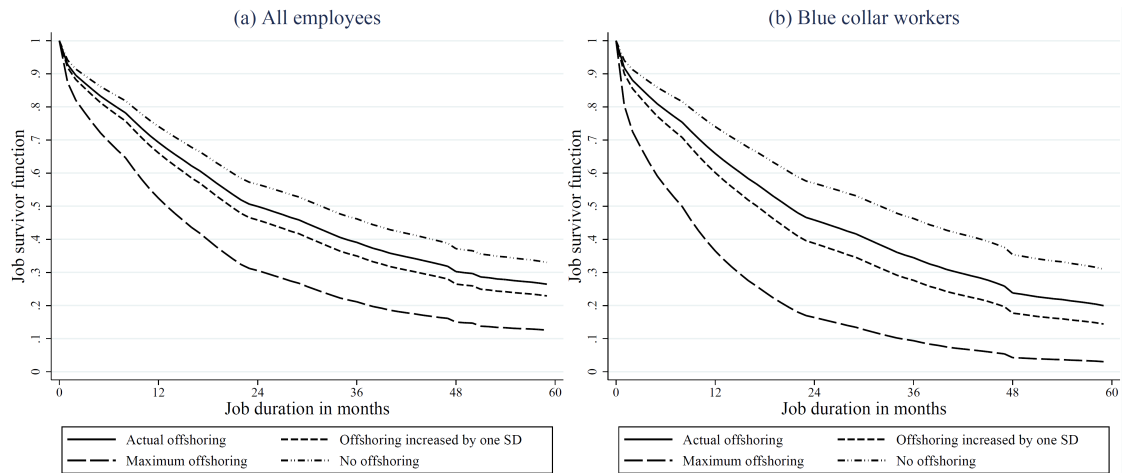 (a) All employees
Job survivor function
1
.9
.8
.7
.6
.5
.4
.3
.2
.1
0
0 12 24 36 48 60
Job duration in months
Actual offshoring Offshoring increased by one SD
Maximum offshoring No offshoring
(b) Blue collar workers
Job survivor function
1
.9
.8
.7
.6
.5
.4
.3
.2
.1
0
0 12 24 36 48 60
Job duration in months
Actual offshoring Offshoring increased by one SD
Maximum offshoring No offshoring